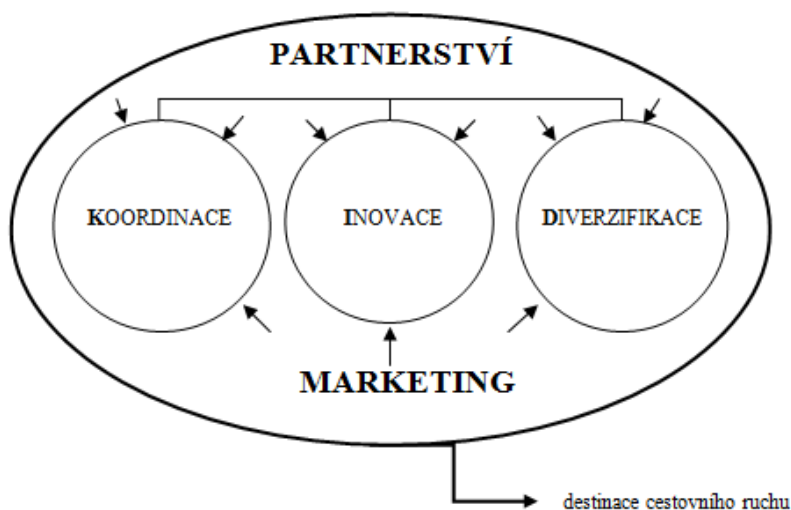 PARTNERSTVÍ
KOORDINACE
INOVACE
DIVERZIFIKACE
MARKETING
destinace cestovního ruchu